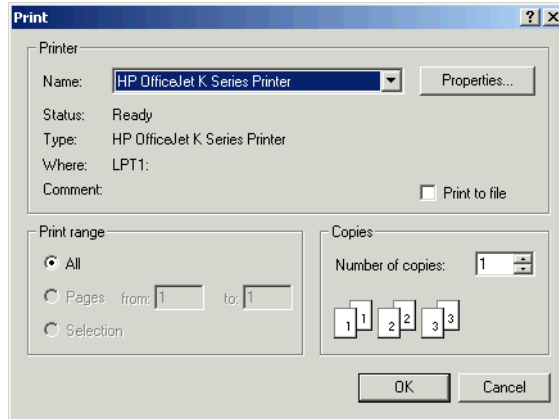 Print
Printer
Name: HP OfficeJet K Series Printer Properties...
Status: Ready
Type: HP OfficeJet K Series Printer
Where: LPT1:
Comment: Print to file
Print range
All
Pages from: 1 to: 1
Selection
Copies
Number of copies: 1
1 1 2 2 3 3
OK Cancel